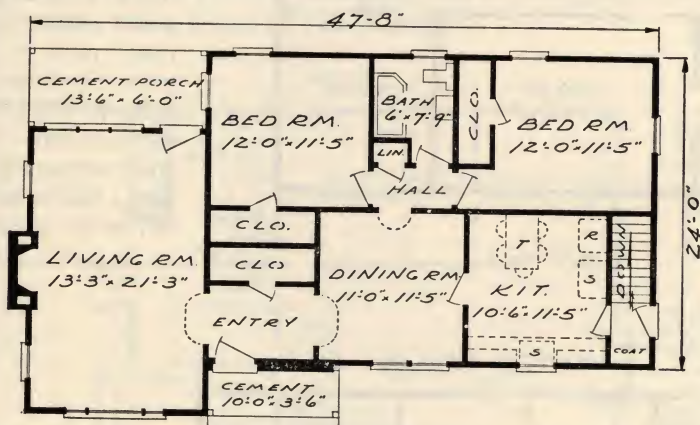 47'-8"
CEMENT PORCH
13'-6" x 6'-0"
BED RM.
12'-0" x 11'-5"
BATH
6' x 7'-9"
CLO.
BED RM
12'-0" x 11'-5"
LIN.
HALL
24'-0"
CLO.
CLO
LIVING RM.
13'-3" x 21'-3"
DINING RM
11'-0" x 11'-5"
T
R
S
KIT.
10'-6" x 11'-5"
DOWN
ENTRY
S
COAT
CEMENT
10'-0" x 3'-6"